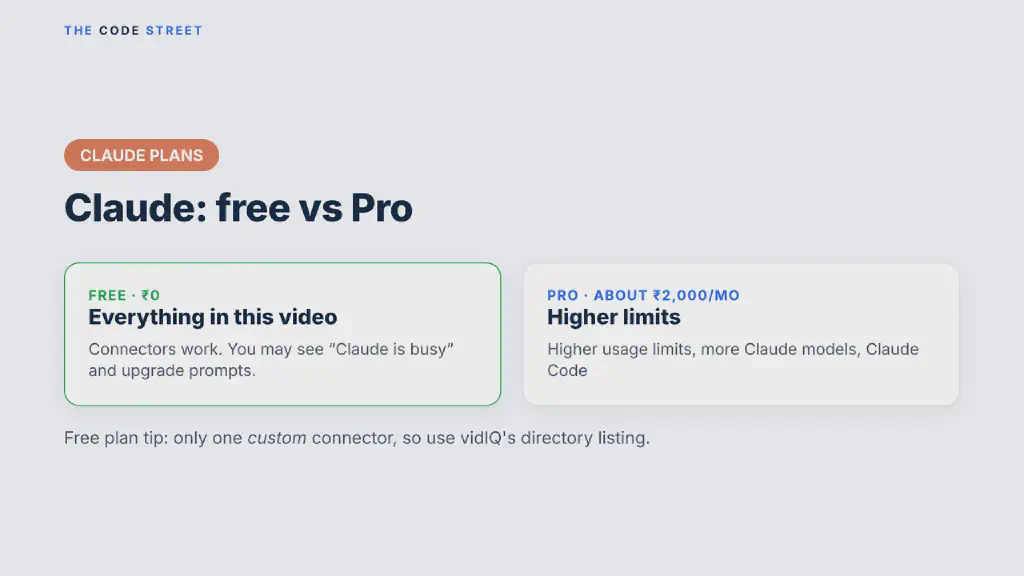 THE CODE STREET
CLAUDE PLANS
Claude: free vs Pro
FREE · ₹0
Everything in this video
Connectors work. You may see “Claude is busy”
and upgrade prompts.
PRO · ABOUT ₹2,000/MO
Higher limits
Higher usage limits, more Claude models, Claude
Code
Free plan tip: only one custom connector, so use vidIQ's directory listing.